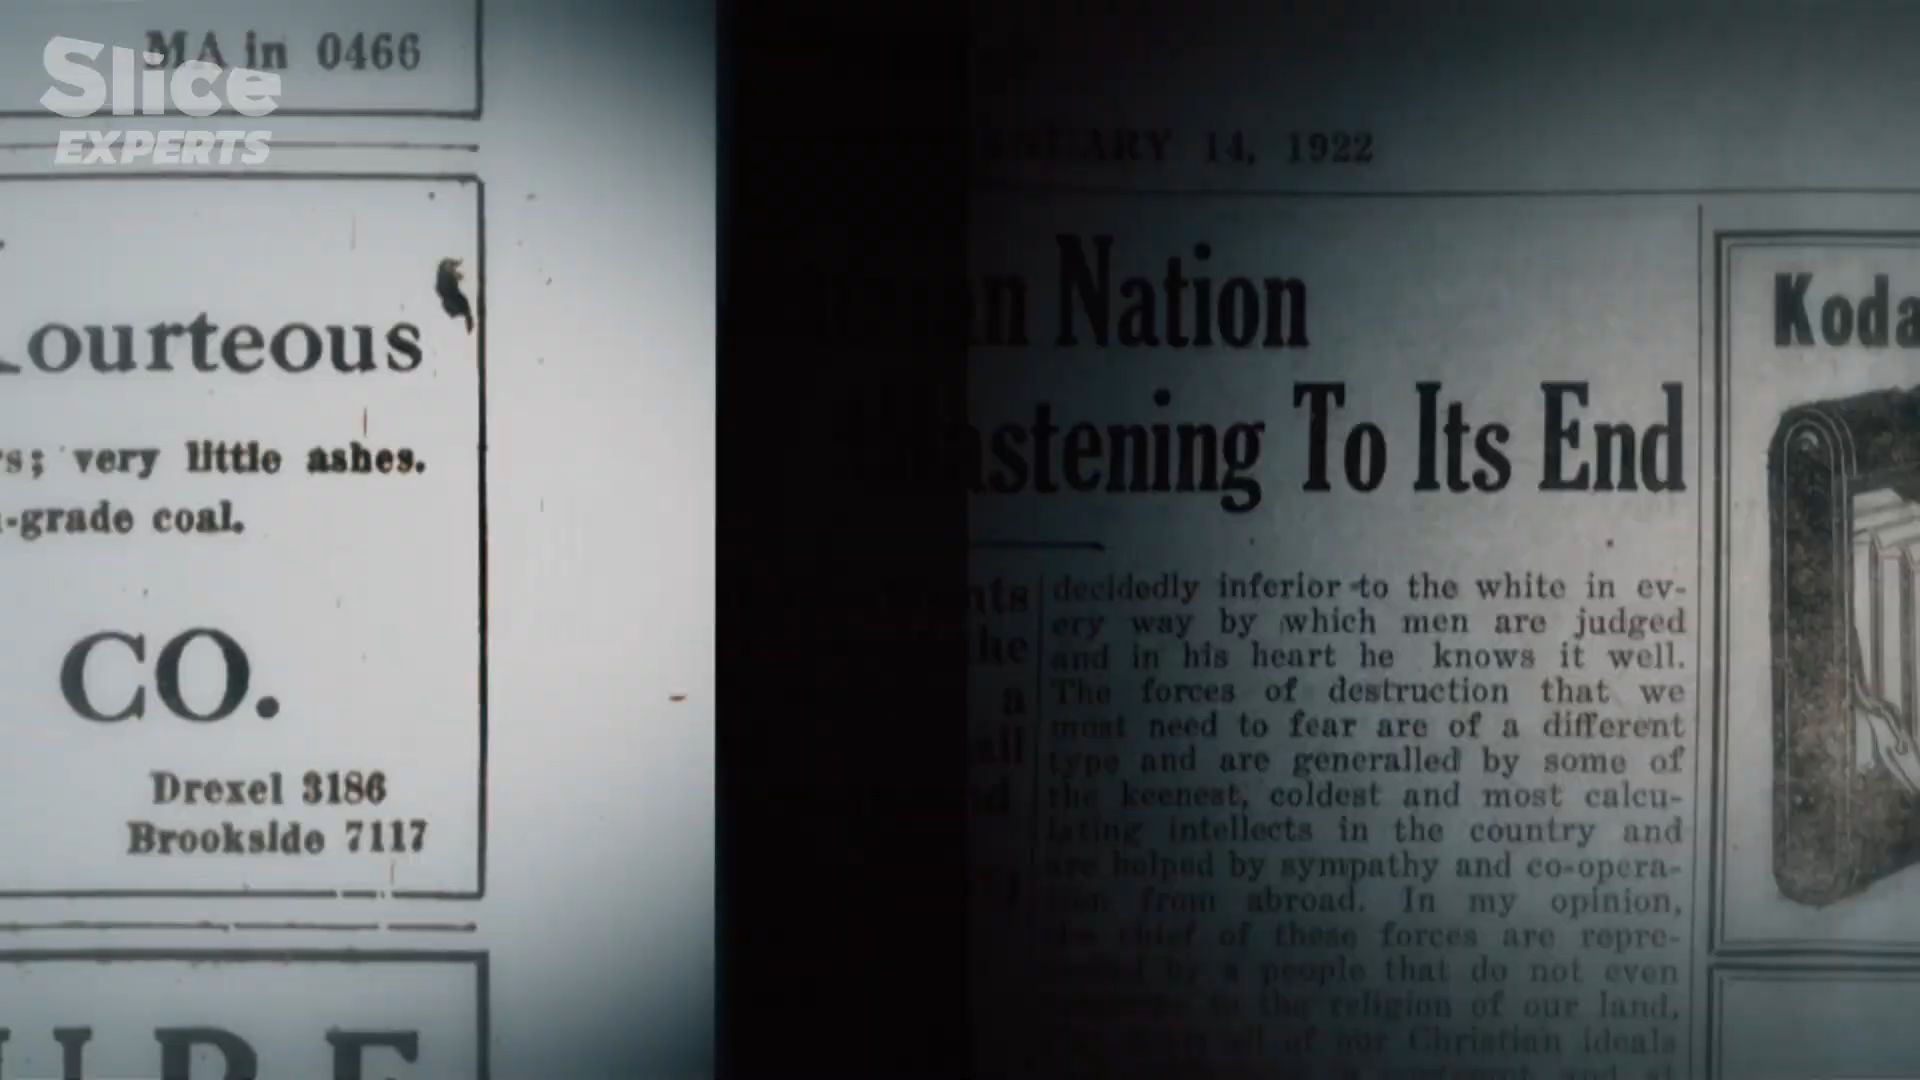 Slice
EXPERTS
MAin 0466
ourteous
s; very little ashes.
-grade coal.
CO.
Drexel 3186
Brookside 7117
ANUARY 14, 1922
n Nation
astening To Its End
nts
he
a
all
decidedly inferior to the white in ev-
ery way by which men are judged
and in his heart he knows it well.
The forces of destruction that we
most need to fear are of a different
type and are generalled by some of
the keenest, coldest and most calcu-
lating intellects in the country and
are helped by sympathy and co-opera-
tion from abroad. In my opinion,
the chief of these forces are repre-
by a people that do not even
to the religion of our land,
all of our Christian ideals
Koda